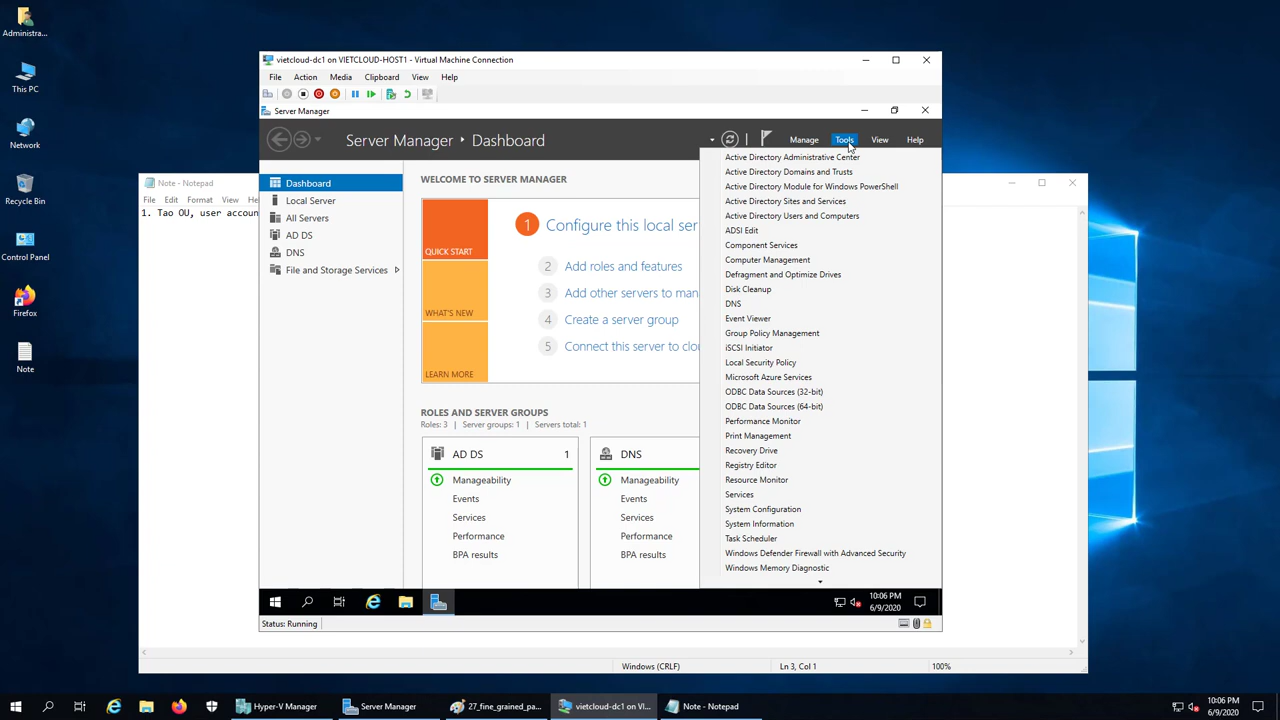 Administra...
This PC
Network
Recycle Bin
Control Panel
Firefox
Note
Note - Notepad
File Edit Format View He
1. Tao OU, user accoun
vietcloud-dc1 on VIETCLOUD-HOST1 - Virtual Machine Connection
File Action Media Clipboard View Help
Server Manager
Server Manager • Dashboard
Manage Tools View Help
Dashboard
Local Server
All Servers
AD DS
DNS
File and Storage Services
WELCOME TO SERVER MANAGER
QUICK START
WHAT'S NEW
LEARN MORE
1 Configure this local ser
2 Add roles and features
3 Add other servers to man
4 Create a server group
5 Connect this server to clou
ROLES AND SERVER GROUPS
Roles: 3 | Server groups: 1 | Servers total: 1
AD DS 1
Manageability
Events
Services
Performance
BPA results
DNS
Manageability
Events
Services
Performance
BPA results
Active Directory Administrative Center
Active Directory Domains and Trusts
Active Directory Module for Windows PowerShell
Active Directory Sites and Services
Active Directory Users and Computers
ADSI Edit
Component Services
Computer Management
Defragment and Optimize Drives
Disk Cleanup
DNS
Event Viewer
Group Policy Management
iSCSI Initiator
Local Security Policy
Microsoft Azure Services
ODBC Data Sources (32-bit)
ODBC Data Sources (64-bit)
Performance Monitor
Print Management
Recovery Drive
Registry Editor
Resource Monitor
Services
System Configuration
System Information
Task Scheduler
Windows Defender Firewall with Advanced Security
Windows Memory Diagnostic
10:06 PM
6/9/2020
Status: Running
Windows (CRLF) Ln 3, Col 1 100%
Hyper-V Manager
Server Manager
27_fine_grained_pa...
vietcloud-dc1 on VI...
Note - Notepad
10:06 PM
6/9/2020